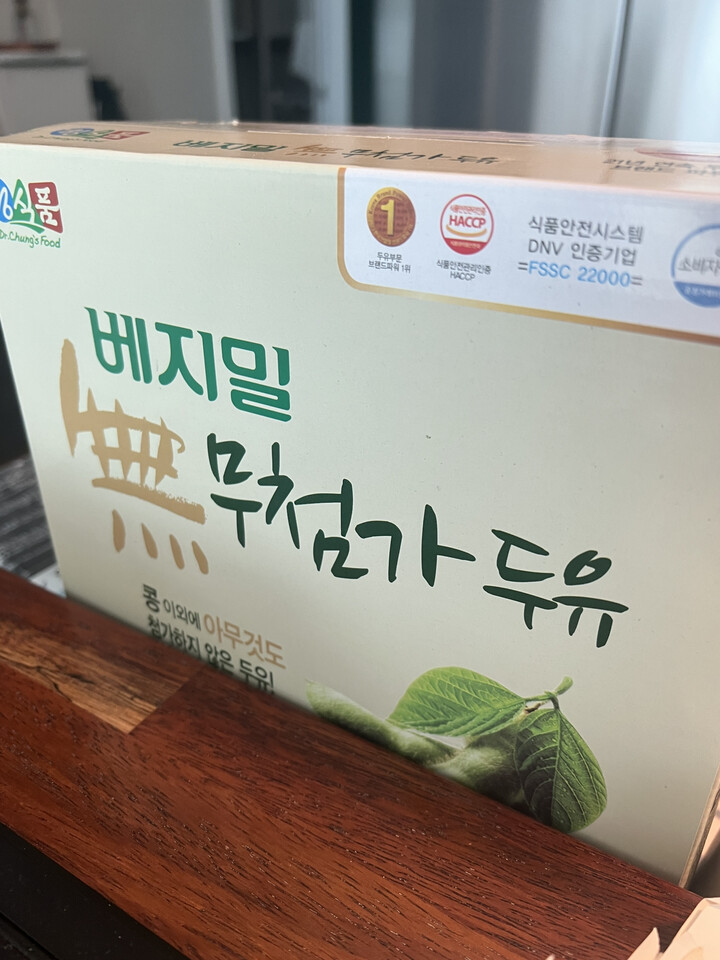 식품
Dr.Chung's Food
1
두유부문
브랜드파워 1위
HACCP
식품안전관리인증
HACCP
식품안전시스템
DNV 인증기업
=FSSC 22000=
소비자
베지밀
無 무첨가 두유
콩 이외에 아무것도
첨가하지 않은 두유!